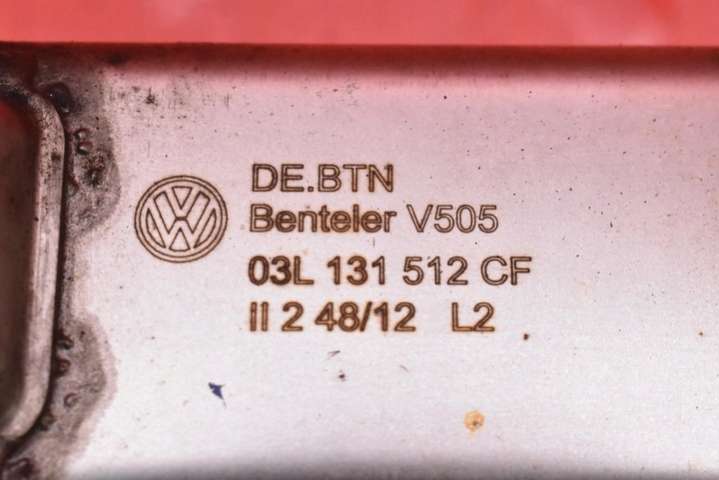 DE.BTN
Benteler V505
03L 131 512 CF
II 2 48/12 L2